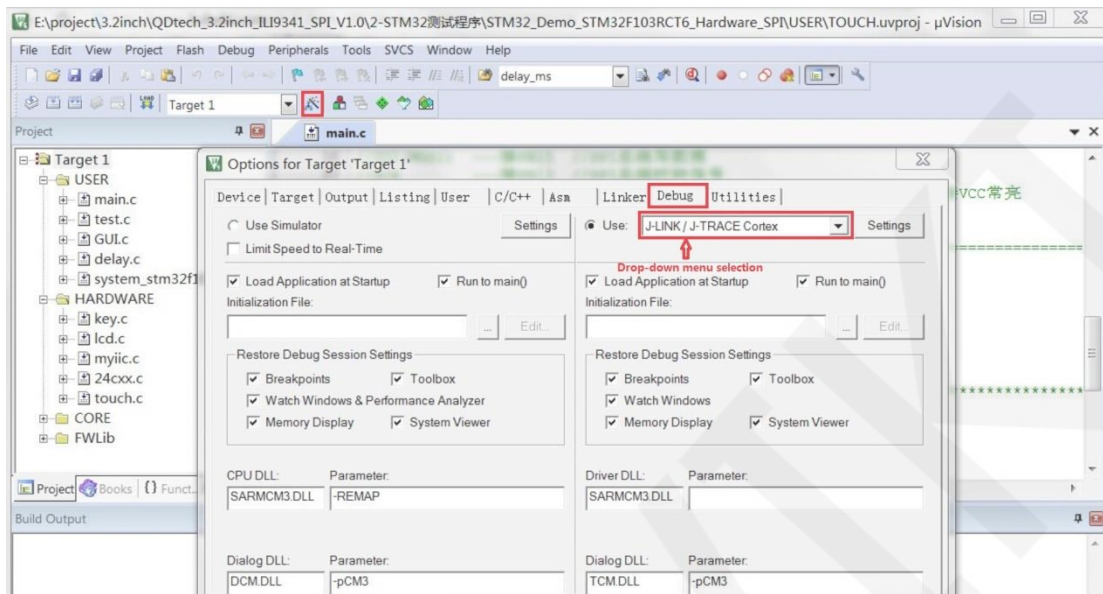 E:\project\3.2inch\QDtech_3.2inch_ILI9341_SPI_V1.0\2-STM32测试程序\STM32_Demo_STM32F103RCT6_Hardware_SPI\USER\TOUCH.uvproj - µVision
File Edit View Project Flash Debug Peripherals Tools SVCS Window Help
delay_ms
LOAD Target 1
Project
main.c
Target 1
USER
main.c
test.c
GUI.c
delay.c
system_stm32f1
HARDWARE
key.c
lcd.c
myiic.c
24cxx.c
touch.c
CORE
FWLib
Project Books {} Funct...
Build Output
VCC常亮
==============
**************
Options for Target 'Target 1'
Device Target Output Listing User C/C++ Asm Linker Debug Utilities
Use Simulator Settings
Limit Speed to Real-Time
Load Application at Startup Run to main()
Initialization File:
... Edit...
Restore Debug Session Settings
Breakpoints Toolbox
Watch Windows & Performance Analyzer
Memory Display System Viewer
CPU DLL: Parameter:
SARMCM3.DLL -REMAP
Dialog DLL: Parameter:
DCM.DLL -pCM3
Use: J-LINK / J-TRACE Cortex Settings
Drop-down menu selection
Load Application at Startup Run to main()
Initialization File:
... Edit...
Restore Debug Session Settings
Breakpoints Toolbox
Watch Windows
Memory Display System Viewer
Driver DLL: Parameter:
SARMCM3.DLL
Dialog DLL: Parameter:
TCM.DLL -pCM3